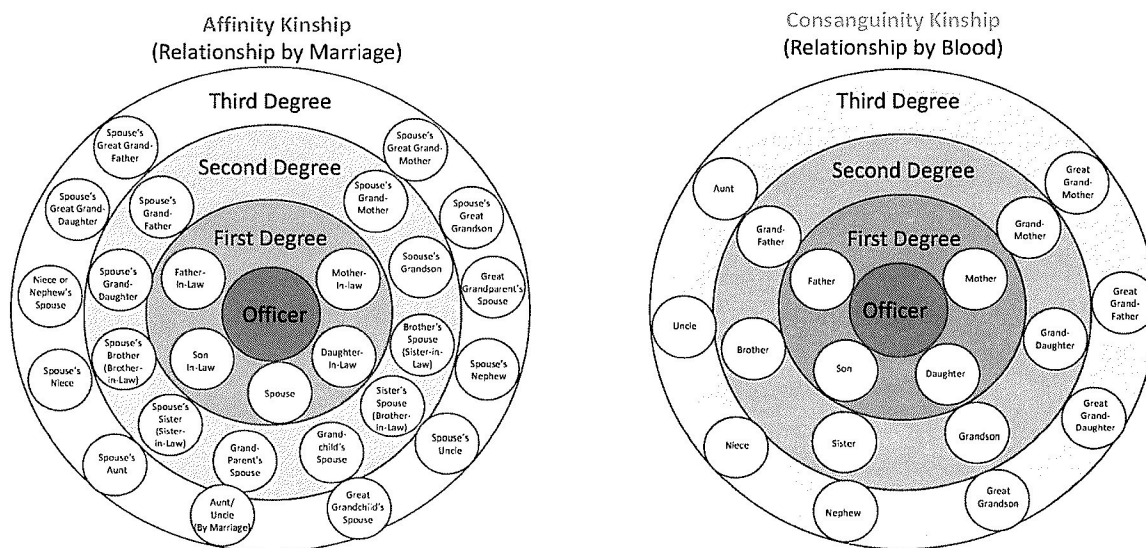 Affinity Kinship
(Relationship by Marriage)
Third Degree
Spouse's
Great Grand-
Father
Spouse's
Great Grand-
Mother
Second Degree
Spouse's
Great Grand-
Daughter
Spouse's
Grand-
Father
Spouse's
Grand-
Mother
Spouse's
Great
Grandson
First Degree
Niece or
Nephew's
Spouse
Spouse's
Grand-
Daughter
Father-
In-Law
Mother-
In-law
Spouse's
Grandson
Great
Grandparent's
Spouse
Officer
Spouse's
Niece
Spouse's
Brother
(Brother-
in-Law)
Son
In-Law
Spouse
Daughter-
In-Law
Brother's
Spouse
(Sister-in-
Law)
Spouse's
Nephew
Spouse's
Sister
(Sister-
in-Law)
Sister's
Spouse
(Brother-
in-Law)
Spouse's
Aunt
Grand-
Parent's
Spouse
Grand-
child's
Spouse
Spouse's
Uncle
Aunt/
Uncle
(By Marriage)
Great
Grandchild's
Spouse
Consanguinity Kinship
(Relationship by Blood)
Third Degree
Second Degree
Aunt
Great
Grand-
Mother
Grand-
Father
Grand-
Mother
First Degree
Father
Mother
Officer
Great
Grand-
Father
Uncle
Brother
Grand-
Daughter
Son
Daughter
Great
Grand-
Daughter
Niece
Sister
Grandson
Nephew
Great
Grandson